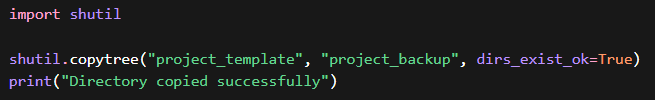 import shutil

shutil.copytree("project_template", "project_backup", dirs_exist_ok=True)
print("Directory copied successfully")